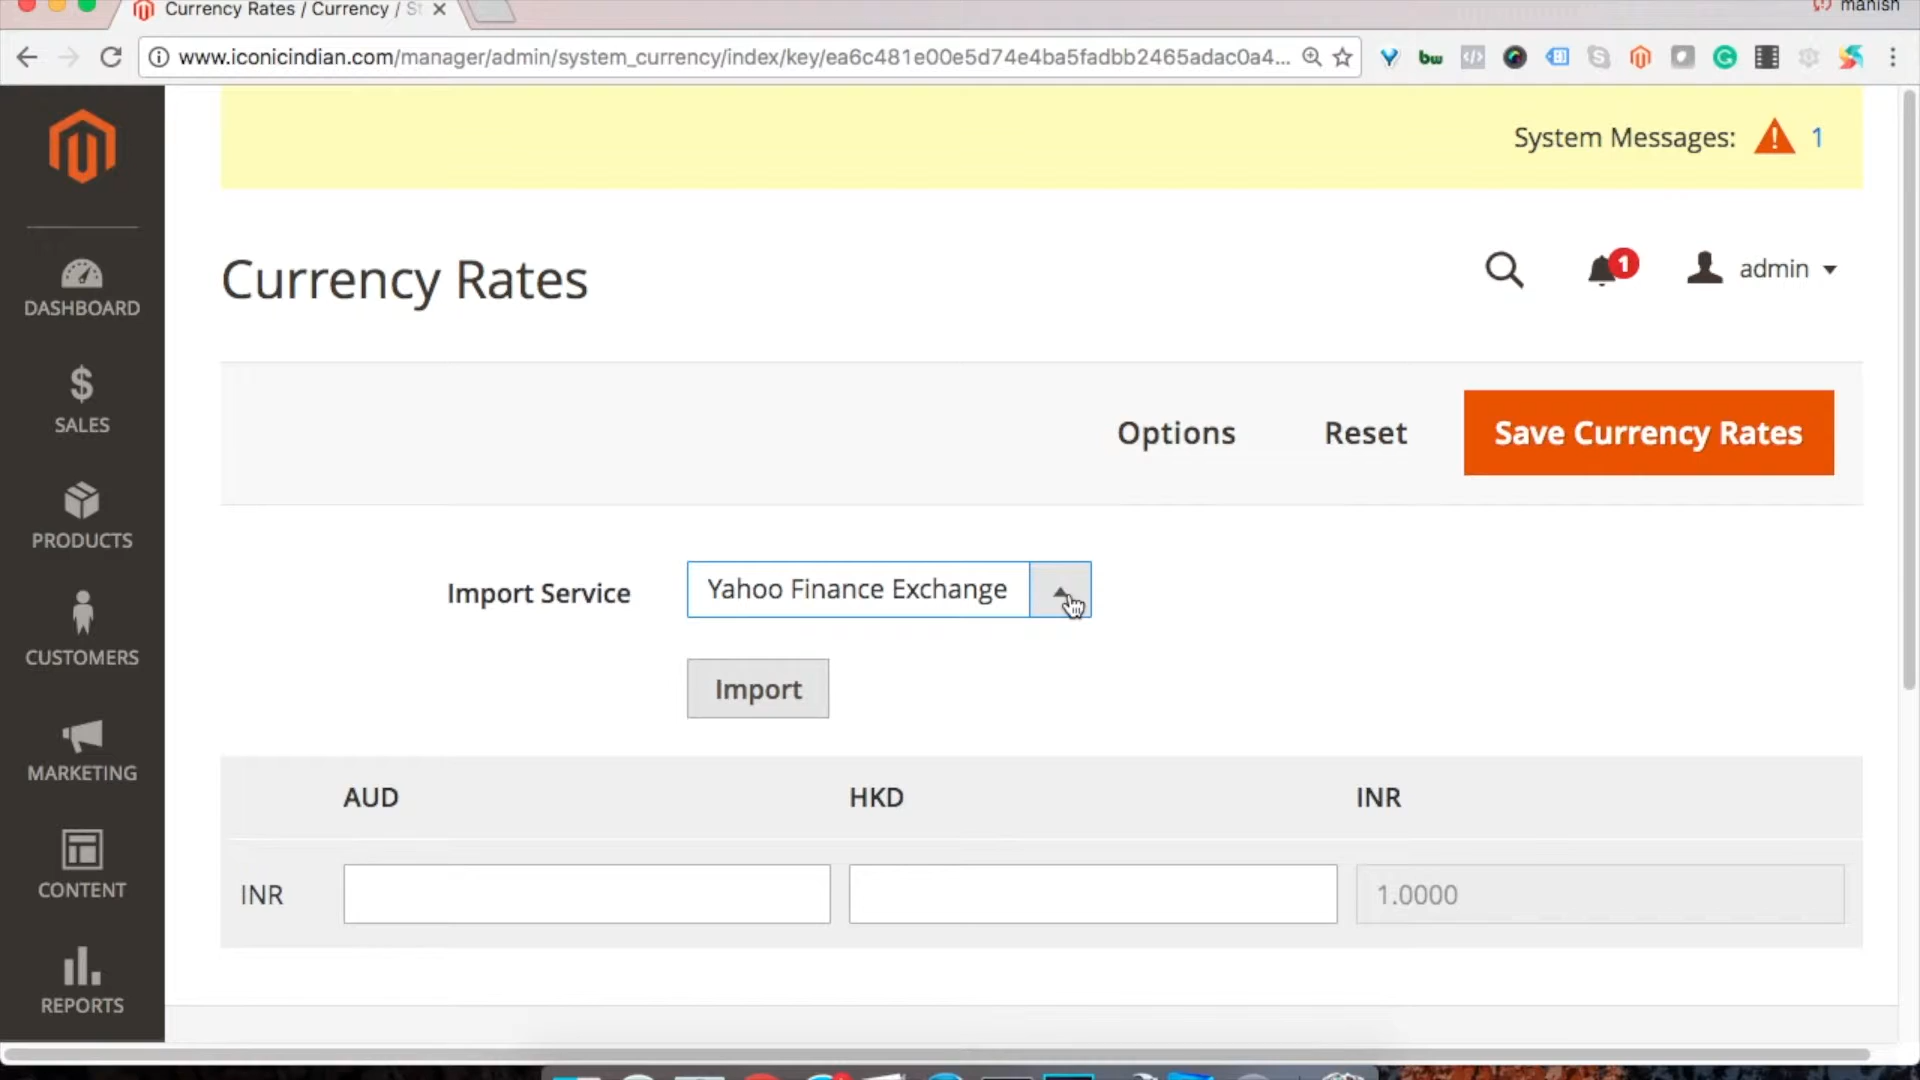 Currency Rates / Currency / St
manish
www.iconicindian.com/manager/admin/system_currency/index/key/ea6c481e00e5d74e4ba5fadbb2465adac0a4...
bw
System Messages: 1
Currency Rates
1
admin
DASHBOARD
SALES
PRODUCTS
CUSTOMERS
MARKETING
CONTENT
REPORTS
Options Reset Save Currency Rates
Import Service Yahoo Finance Exchange
Import
AUD HKD INR
INR 1.0000